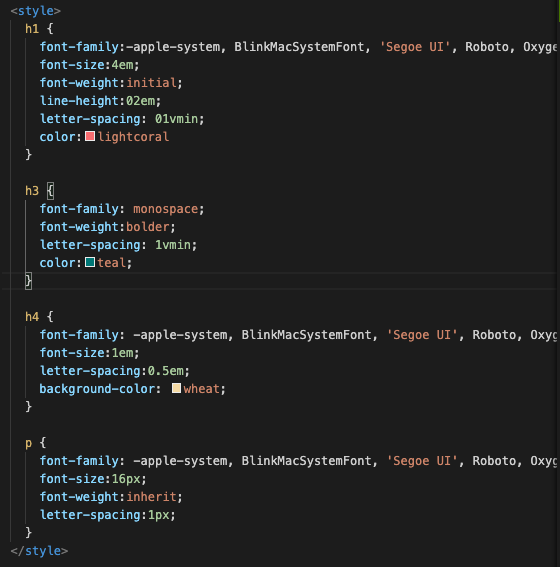 <style>
h1 {
font-family:-apple-system, BlinkMacSystemFont, 'Segoe UI', Roboto, Oxyge
font-size:4em;
font-weight:initial;
line-height:02em;
letter-spacing: 01vmin;
color:lightcoral
}
h3 {
font-family: monospace;
font-weight:bolder;
letter-spacing: 1vmin;
color:teal;
}
h4 {
font-family: -apple-system, BlinkMacSystemFont, 'Segoe UI', Roboto, Oxyg
font-size:1em;
letter-spacing:0.5em;
background-color: wheat;
}
p {
font-family: -apple-system, BlinkMacSystemFont, 'Segoe UI', Roboto, Oxyg
font-size:16px;
font-weight:inherit;
letter-spacing:1px;
}
</style>